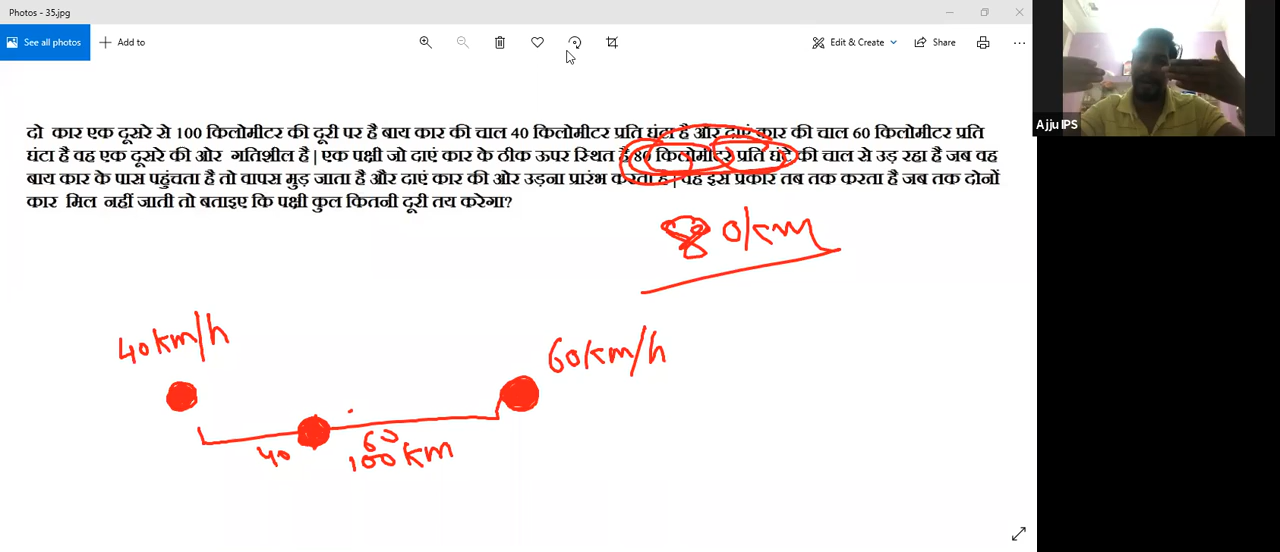 Photos - 35.jpg
See all photos
Add to
Edit & Create
Share
Ajju IPS
दो कार एक दूसरे से 100 किलोमीटर की दूरी पर है बाय कार की चाल 40 किलोमीटर प्रति घंटा है और दाएं कार की चाल 60 किलोमीटर प्रति
घंटा है वह एक दूसरे की ओर गतिशील है | एक पक्षी जो दाएं कार के ठीक ऊपर स्थित है 80 किलोमीटर प्रति घंटे की चाल से उड़ रहा है जब वह
बाय कार के पास पहुंचता है तो वापस मुड़ जाता है और दाएं कार की ओर उड़ना प्रारंभ करता है | वह इस प्रकार तब तक करता है जब तक दोनों
कार मिल नहीं जाती तो बताइए कि पक्षी कुल कितनी दूरी तय करेगा?
80km
40km/h
60km/h
60
40
100km